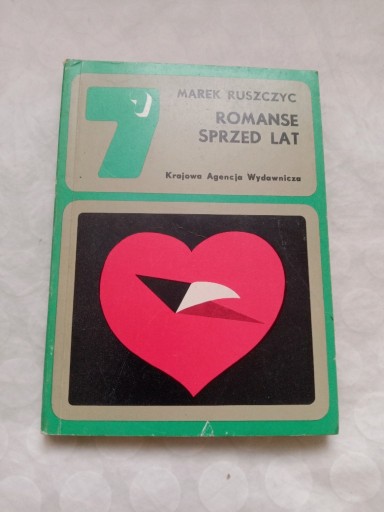 7
MAREK RUSZCZYC
ROMANSE
SPRZED LAT
Krajowa Agencja Wydawnicza